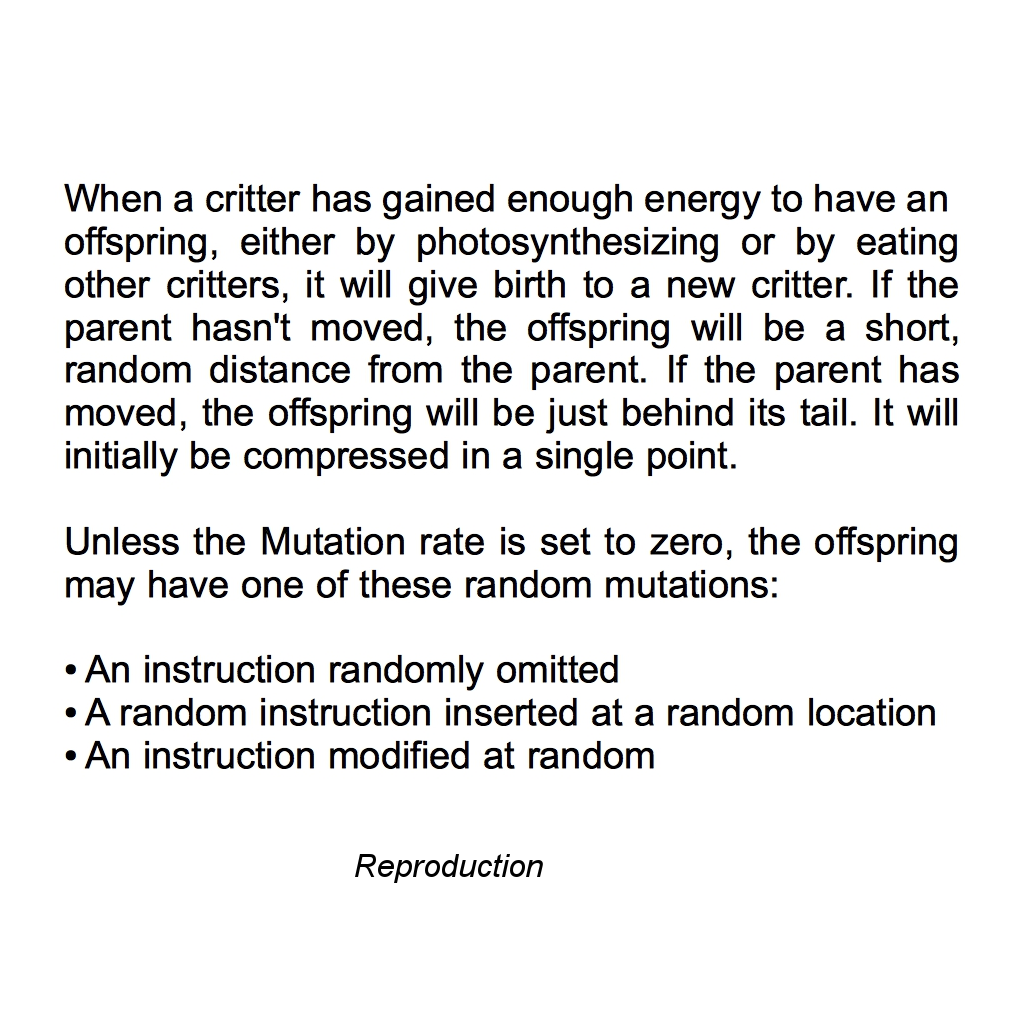 When a critter has gained enough energy to have an
offspring, either by photosynthesizing or by eating
other critters, it will give birth to a new critter. If the
parent hasn't moved, the offspring will be a short,
random distance from the parent. If the parent has
moved, the offspring will be just behind its tail. It will
initially be compressed in a single point.
Unless the Mutation rate is set to zero, the offspring
may have one of these random mutations:
• An instruction randomly omitted
• A random instruction inserted at a random location
• An instruction modified at random
Reproduction